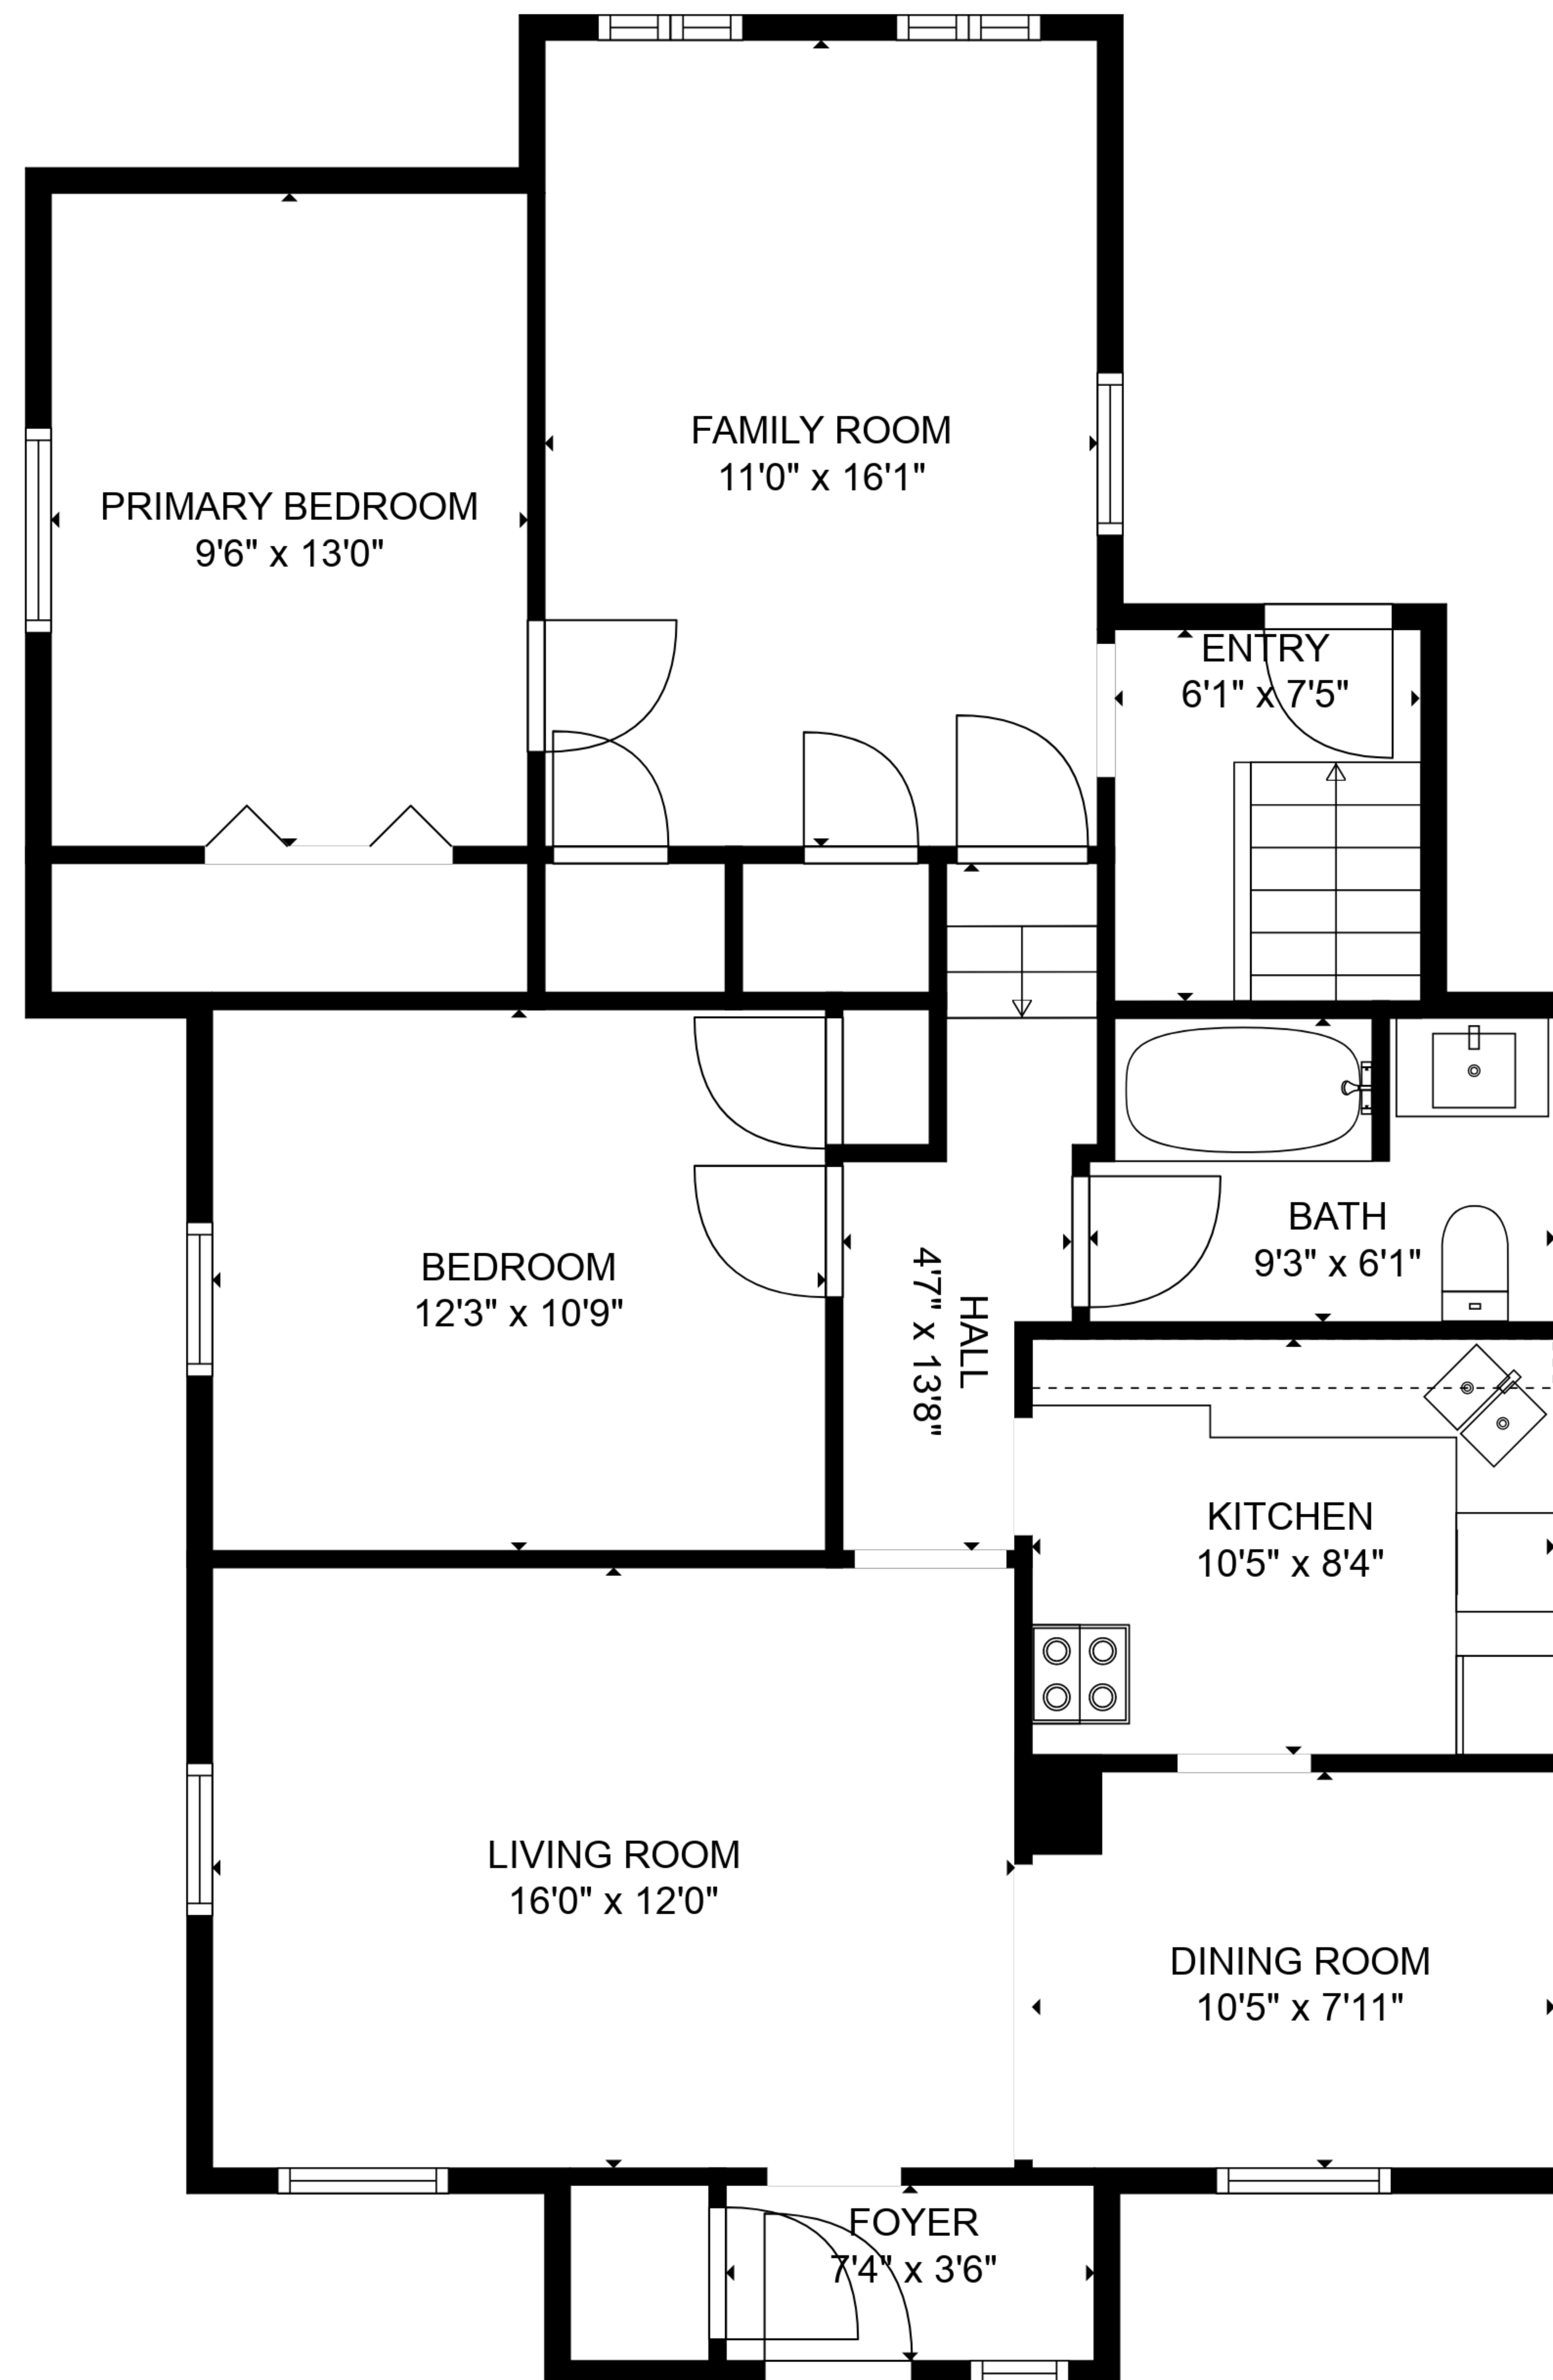 FAMILY ROOM
11'0" x 16'1"
PRIMARY BEDROOM
9'6" x 13'0"
ENTRY
6'1" x 7'5"
BATH
9'3" x 6'1"
BEDROOM
12'3" x 10'9"
HALL
4'7" x 13'8"
KITCHEN
10'5" x 8'4"
LIVING ROOM
16'0" x 12'0"
DINING ROOM
10'5" x 7'11"
FOYER
7'4" x 3'6"